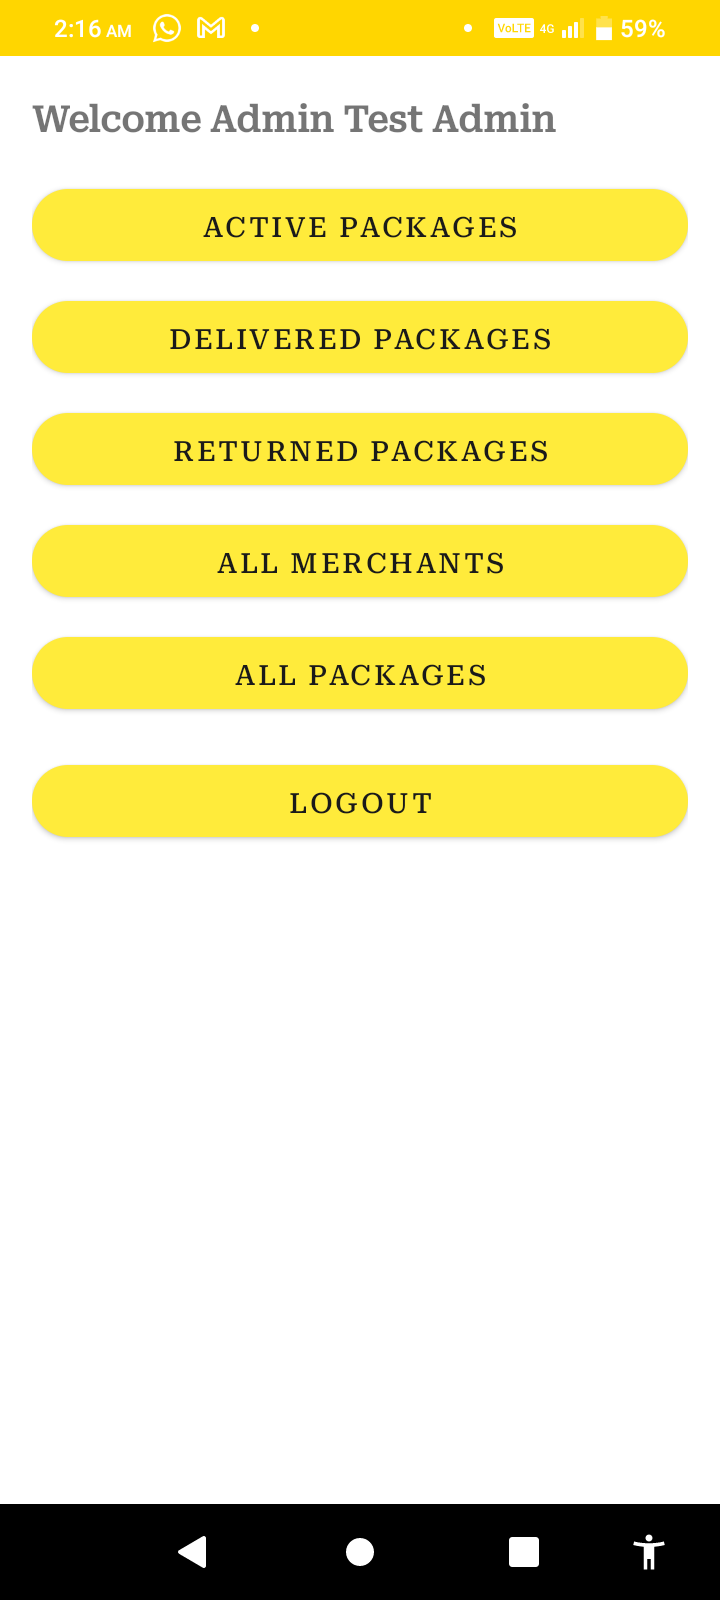 2:16 AM VoLTE 4G 59%
Welcome Admin Test Admin
ACTIVE PACKAGES
DELIVERED PACKAGES
RETURNED PACKAGES
ALL MERCHANTS
ALL PACKAGES
LOGOUT